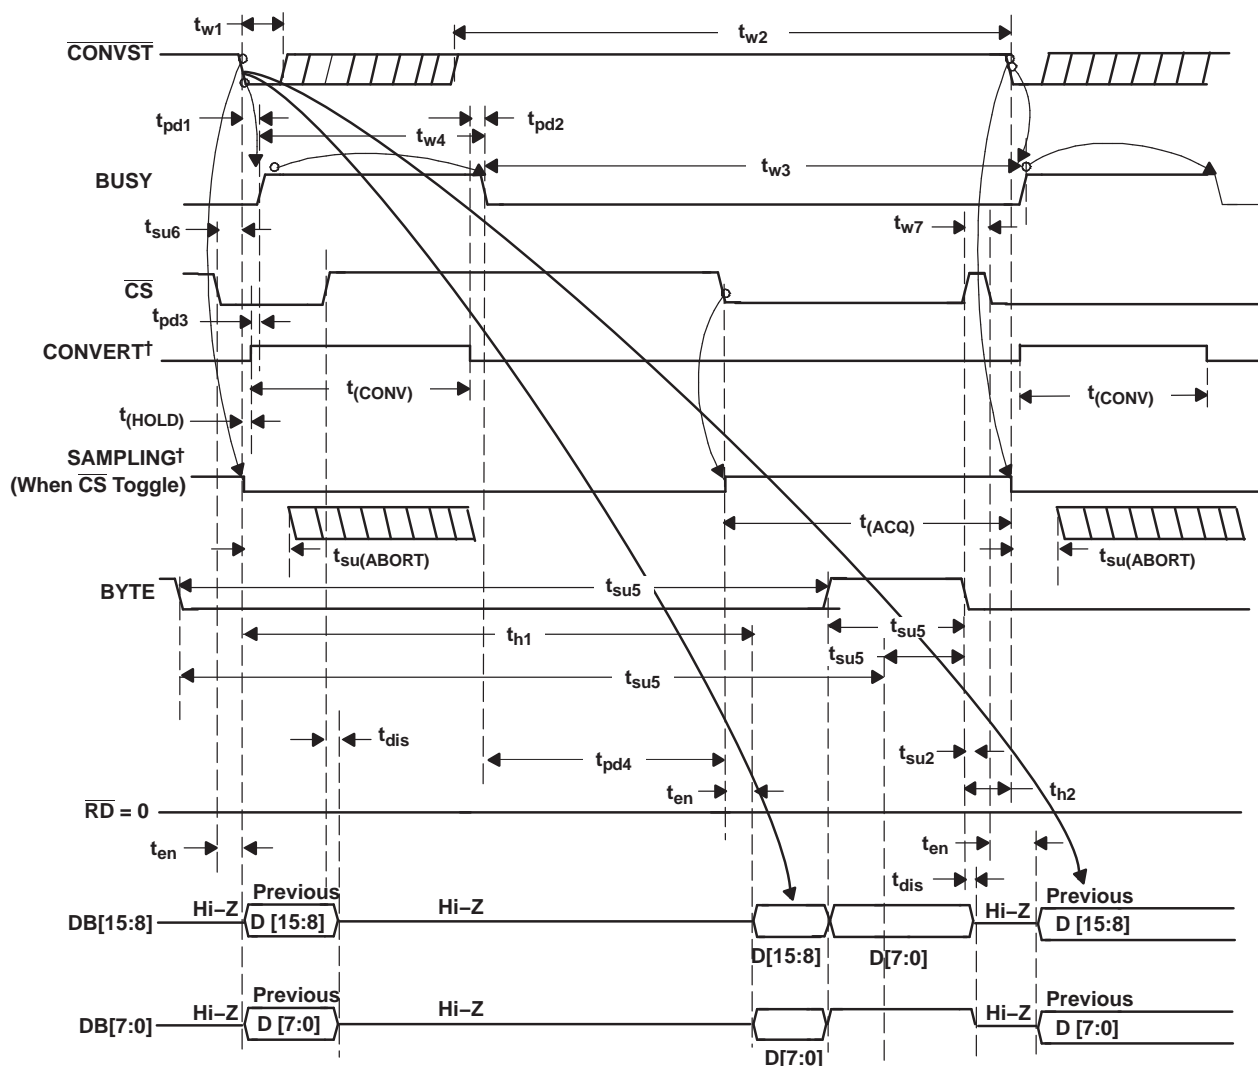 tw1
tw2
CONVST
tpd1
tw4
tpd2
BUSY
tw3
tsu6
tw7
CS
tpd3
CONVERT†
t(CONV)
t(CONV)
t(HOLD)
SAMPLING†
(When CS Toggle)
t(ACQ)
tsu(ABORT)
tsu(ABORT)
BYTE
tsu5
tsu5
th1
tsu5
tsu5
tdis
tpd4
tsu2
ten
th2
RD = 0
ten
ten
tdis
DB[15:8]
Hi–Z
Previous
D [15:8]
Hi–Z
D[15:8]
D[7:0]
Hi–Z
Previous
D [15:8]
DB[7:0]
Hi–Z
Previous
D [7:0]
Hi–Z
D[7:0]
Hi–Z
Previous
D [7:0]